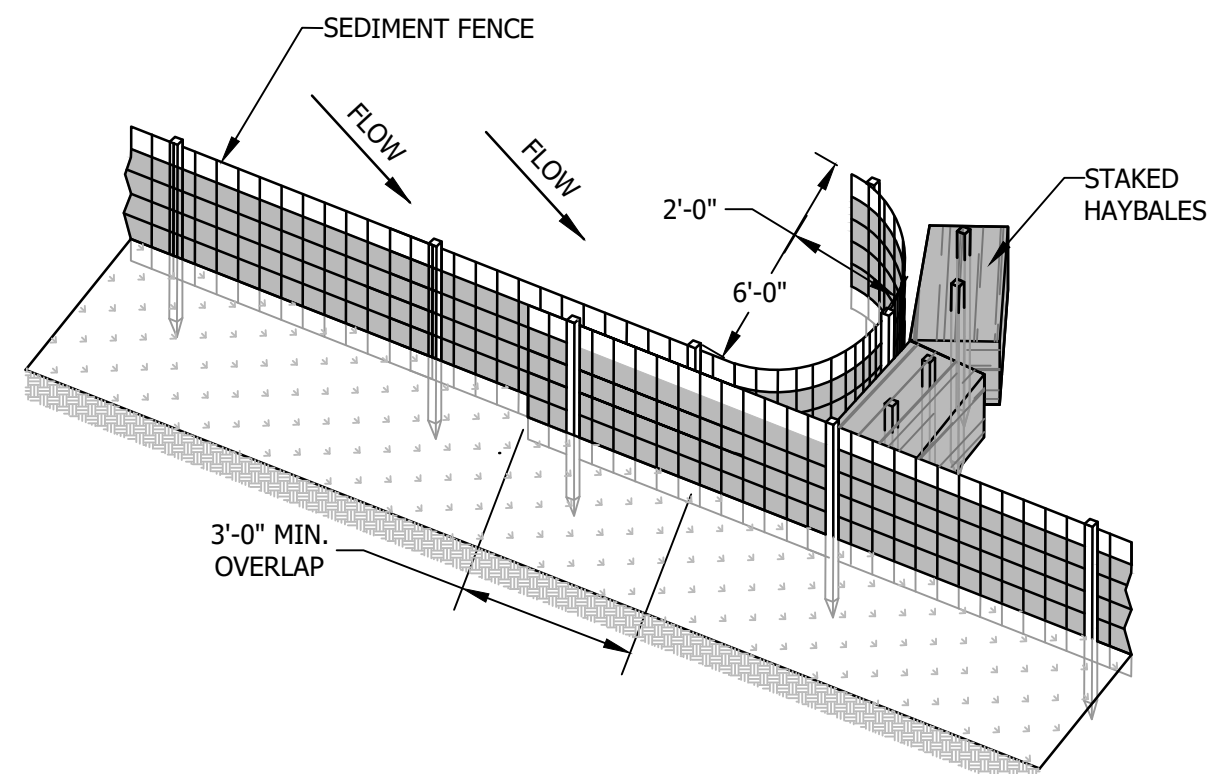 SEDIMENT FENCE
FLOW
FLOW
STAKED
HAYBALES
2'-0"
6'-0"
3'-0" MIN.
OVERLAP